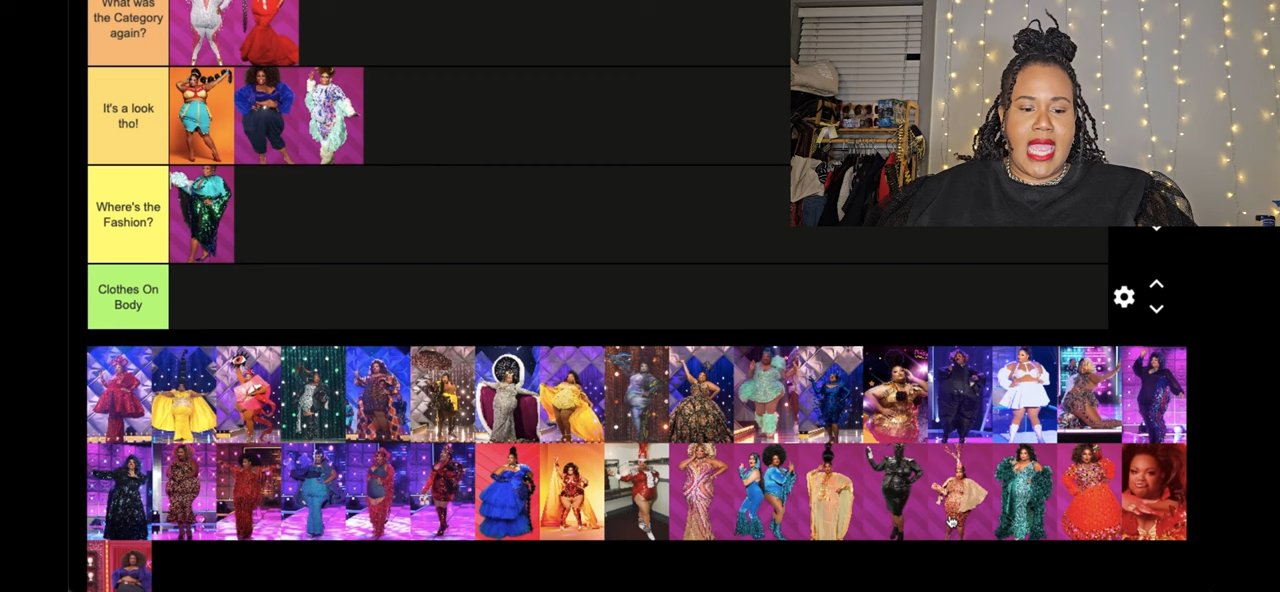 What was
the Category
again?
It's a look
tho!
Where's the
Fashion?
Clothes On
Body